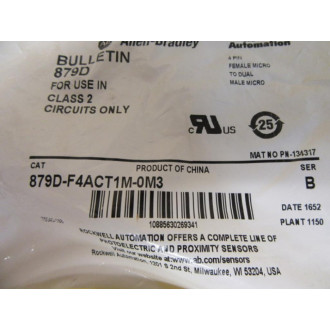 Allen-Bradley
Automation
BULLETIN
879D
FOR USE IN
CLASS 2
CIRCUITS ONLY
4 PIN
FEMALE MICRO
TO DUAL
MALE MICRO
c RU US
25
MAT NO PN-134317
CAT
PRODUCT OF CHINA
SER
879D-F4ACT1M-0M3
B
10885630269341
DATE 1652
PLANT 1150
ROCKWELL AUTOMATION OFFERS A COMPLETE LINE OF
PHOTOELECTRIC AND PROXIMITY SENSORS
Visit our website at:www.ab.com/sensors
Rockwell Automation, 1201 S 2nd St, Milwaukee, WI 53204, USA